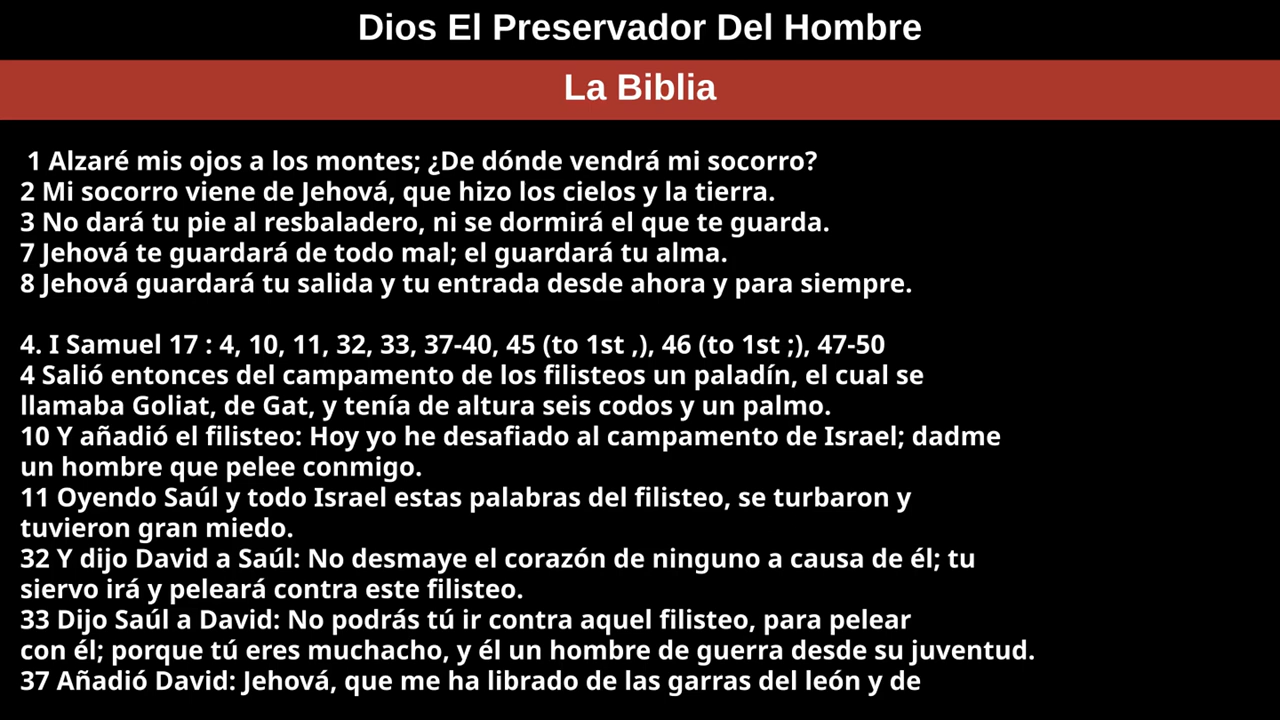 Dios El Preservador Del Hombre
La Biblia
1 Alzaré mis ojos a los montes; ¿De dónde vendrá mi socorro?
2 Mi socorro viene de Jehová, que hizo los cielos y la tierra.
3 No dará tu pie al resbaladero, ni se dormirá el que te guarda.
7 Jehová te guardará de todo mal; el guardará tu alma.
8 Jehová guardará tu salida y tu entrada desde ahora y para siempre.
4. I Samuel 17 : 4, 10, 11, 32, 33, 37-40, 45 (to 1st ,), 46 (to 1st ;), 47-50
4 Salió entonces del campamento de los filisteos un paladín, el cual se
llamaba Goliat, de Gat, y tenía de altura seis codos y un palmo.
10 Y añadió el filisteo: Hoy yo he desafiado al campamento de Israel; dadme
un hombre que pelee conmigo.
11 Oyendo Saúl y todo Israel estas palabras del filisteo, se turbaron y
tuvieron gran miedo.
32 Y dijo David a Saúl: No desmaye el corazón de ninguno a causa de él; tu
siervo irá y peleará contra este filisteo.
33 Dijo Saúl a David: No podrás tú ir contra aquel filisteo, para pelear
con él; porque tú eres muchacho, y él un hombre de guerra desde su juventud.
37 Añadió David: Jehová, que me ha librado de las garras del león y de